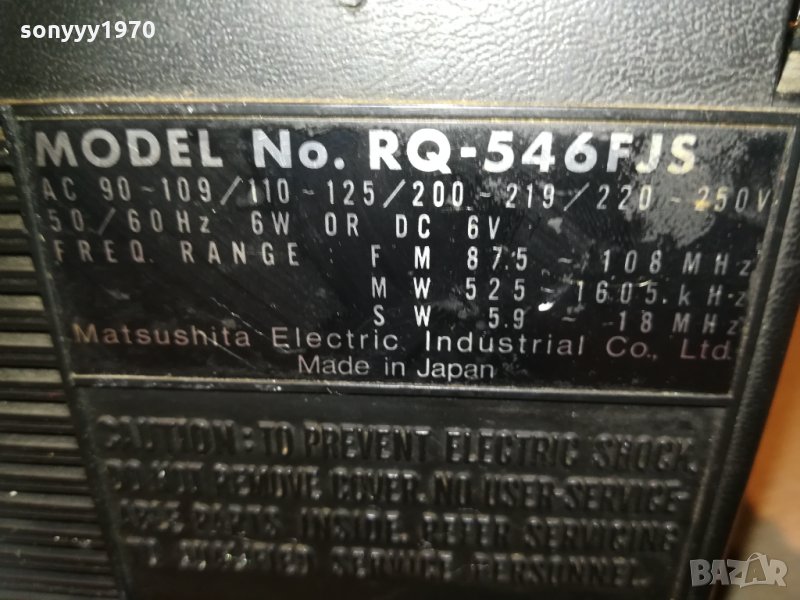 sonyyy1970
MODEL No. RQ-546FJS
AC 90~109/110~125/200~219/220~250V
50/60Hz 6W OR DC 6V
FREQ. RANGE: FM 87.5 ~ 108 MHz
MW 525 ~ 1605.kHz
SW 5.9 ~ 18 MHz
Matsushita Electric Industrial Co., Ltd.
Made in Japan
CAUTION: TO PREVENT ELECTRIC SHOCK.
DO NOT REMOVE COVER. NO USER-SERVICE-
ABLE PARTS INSIDE. REFER SERVICING
SERVICE PERSONNEL.
BAZAR
bg